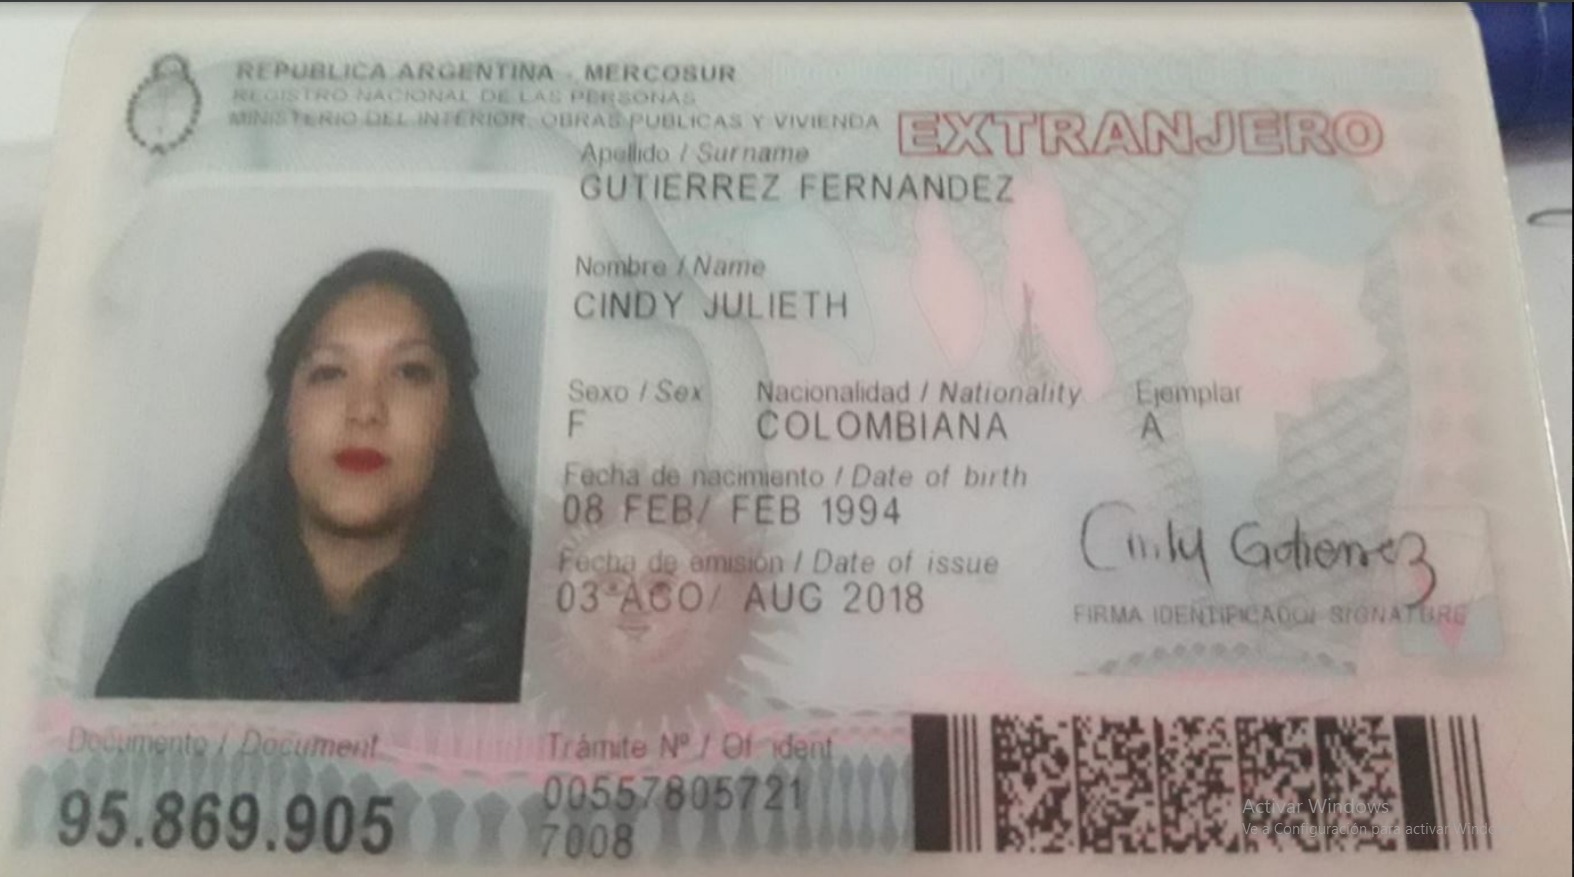 REPUBLICA ARGENTINA - MERCOSUR
REGISTRO NACIONAL DE LAS PERSONAS
MINISTERIO DEL INTERIOR, OBRAS PUBLICAS Y VIVIENDA
EXTRANJERO
Apellido / Surname
GUTIERREZ FERNANDEZ
Nombre / Name
CINDY JULIETH
Sexo / Sex Nacionalidad / Nationality Ejemplar
F COLOMBIANA A
Fecha de nacimiento / Date of birth
08 FEB/ FEB 1994
Fecha de emisión / Date of issue
03 AGO/ AUG 2018
Cindy Gutierrez
FIRMA IDENTIFICADO/ SIGNATURE
Documento / Document
95.869.905
Trámite Nº / Of ident
00557805721
7008
Activar Windows
Ve a Configuración para activar Windo